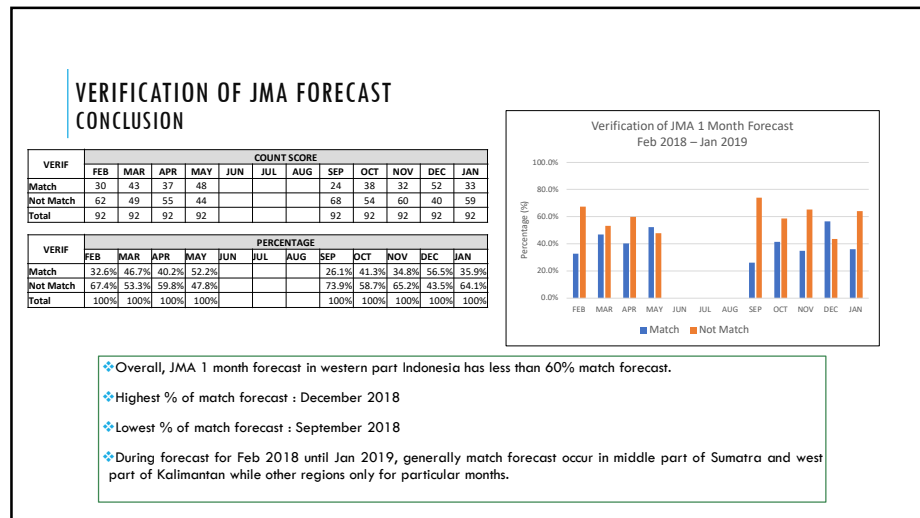 VERIFICATION OF JMA FORECAST
CONCLUSION
VERIF COUNT SCORE
FEB MAR APR MAY JUN JUL AUG SEP OCT NOV DEC JAN
Match 30 43 37 48 24 38 32 52 33
Not Match 62 49 55 44 68 54 60 40 59
Total 92 92 92 92 92 92 92 92 92
VERIF PERCENTAGE
FEB MAR APR MAY JUN JUL AUG SEP OCT NOV DEC JAN
Match 32.6% 46.7% 40.2% 52.2% 26.1% 41.3% 34.8% 56.5% 35.9%
Not Match 67.4% 53.3% 59.8% 47.8% 73.9% 58.7% 65.2% 43.5% 64.1%
Total 100% 100% 100% 100% 100% 100% 100% 100% 100%
Verification of JMA 1 Month Forecast
Feb 2018 – Jan 2019
Percentage (%)
100.0%
80.0%
60.0%
40.0%
20.0%
0.0%
FEB MAR APR MAY JUN JUL AUG SEP OCT NOV DEC JAN
Match Not Match
❖Overall, JMA 1 month forecast in western part Indonesia has less than 60% match forecast.
❖Highest % of match forecast : December 2018
❖Lowest % of match forecast : September 2018
❖During forecast for Feb 2018 until Jan 2019, generally match forecast occur in middle part of Sumatra and west
part of Kalimantan while other regions only for particular months.